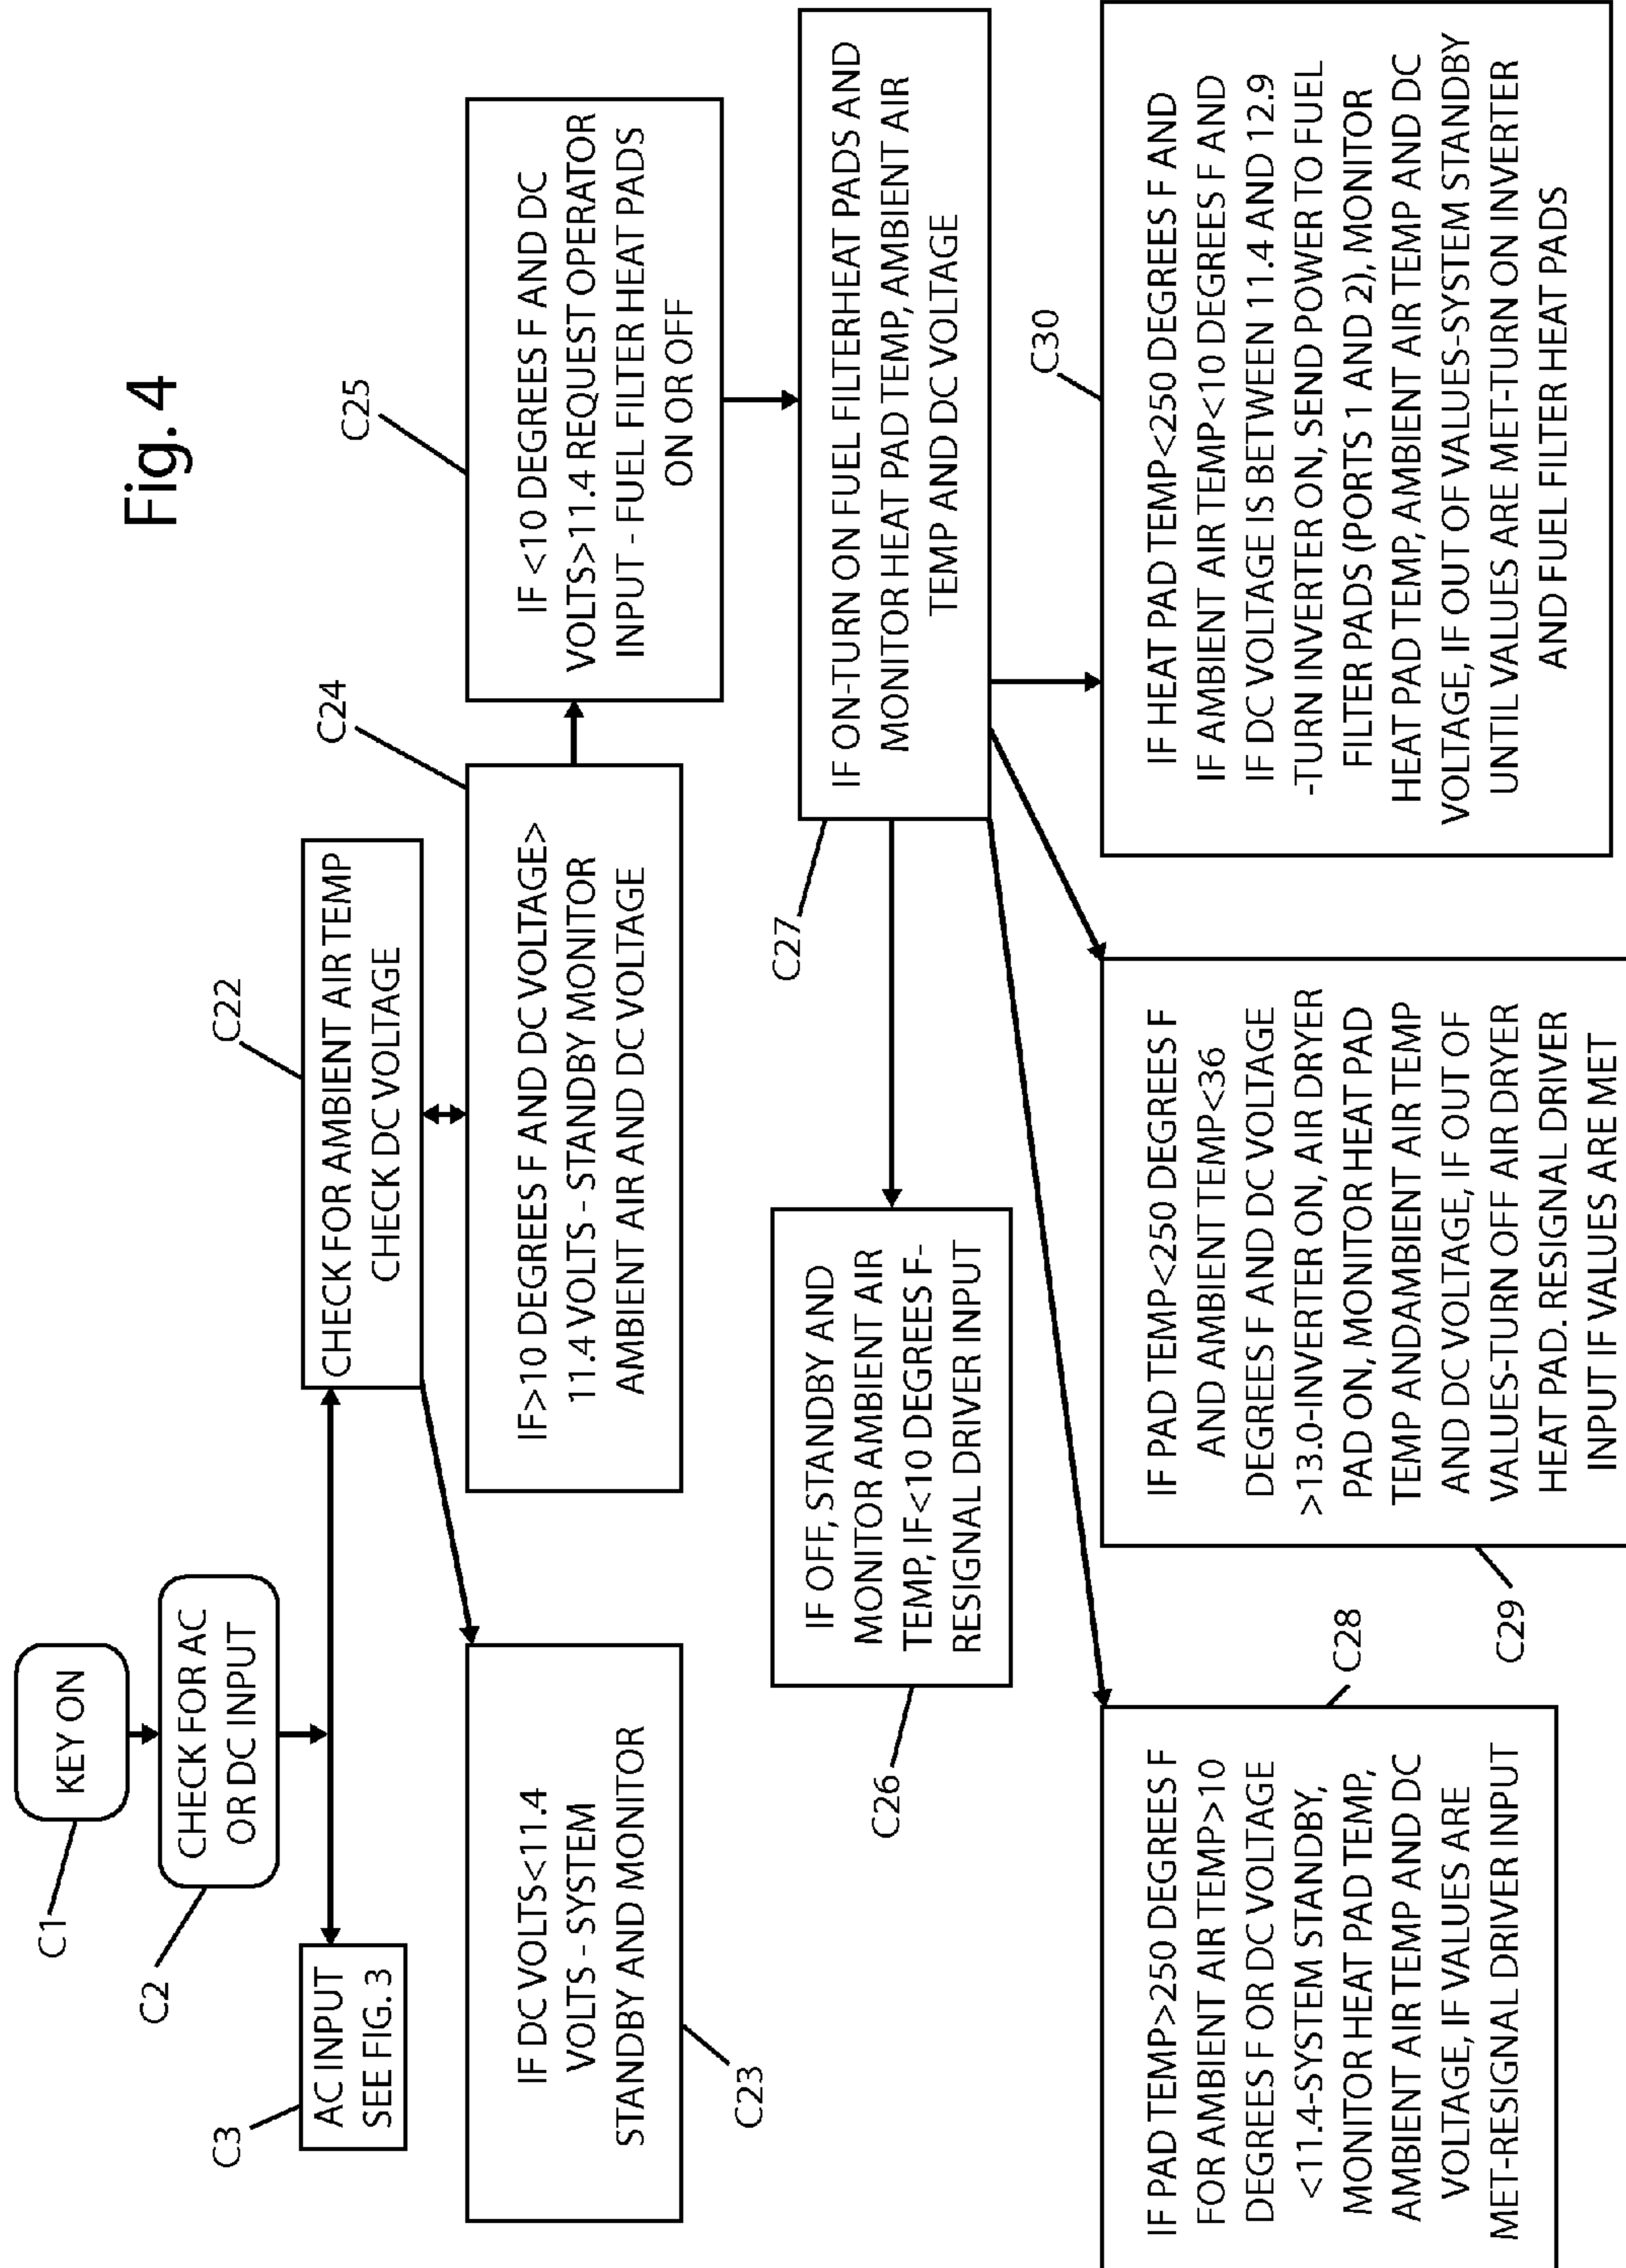 Fig. 4
C1
KEY ON
C2
CHECK FOR AC
OR DC INPUT
C3
AC INPUT
SEE FIG. 3
C22
CHECK FOR AMBIENT AIR TEMP
CHECK DC VOLTAGE
C23
IF DC VOLTS<11.4
VOLTS - SYSTEM
STANDBY AND MONITOR
C24
IF>10 DEGREES F AND DC VOLTAGE>
11.4 VOLTS - STANDBY MONITOR
AMBIENT AIR AND DC VOLTAGE
C25
IF <10 DEGREES F AND DC
VOLTS>11.4 REQUEST OPERATOR
INPUT - FUEL FILTER HEAT PADS
ON OR OFF
C26
IF OFF, STANDBY AND
MONITOR AMBIENT AIR
TEMP, IF<10 DEGREES F-
RESIGNAL DRIVER INPUT
C27
IF ON-TURN ON FUEL FILTERHEAT PADS AND
MONITOR HEAT PAD TEMP, AMBIENT AIR
TEMP AND DC VOLTAGE
C28
IF PAD TEMP>250 DEGREES F
FOR AMBIENT AIR TEMP>10
DEGREES F OR DC VOLTAGE
<11.4-SYSTEM STANDBY,
MONITOR HEAT PAD TEMP,
AMBIENT AIR TEMP AND DC
VOLTAGE, IF VALUES ARE
MET-RESIGNAL DRIVER INPUT
C29
IF PAD TEMP<250 DEGREES F
AND AMBIENT TEMP<36
DEGREES F AND DC VOLTAGE
>13.0-INVERTER ON, AIR DRYER
PAD ON, MONITOR HEAT PAD
TEMP ANDAMBIENT AIR TEMP
AND DC VOLTAGE, IF OUT OF
VALUES-TURN OFF AIR DRYER
HEAT PAD. RESIGNAL DRIVER
INPUT IF VALUES ARE MET
C30
IF HEAT PAD TEMP<250 DEGREES F AND
IF AMBIENT AIR TEMP<10 DEGREES F AND
IF DC VOLTAGE IS BETWEEN 11.4 AND 12.9
-TURN INVERTER ON, SEND POWER TO FUEL
FILTER PADS (PORTS 1 AND 2), MONITOR
HEAT PAD TEMP, AMBIENT AIR TEMP AND DC
VOLTAGE, IF OUT OF VALUES-SYSTEM STANDBY
UNTIL VALUES ARE MET-TURN ON INVERTER
AND FUEL FILTER HEAT PADS